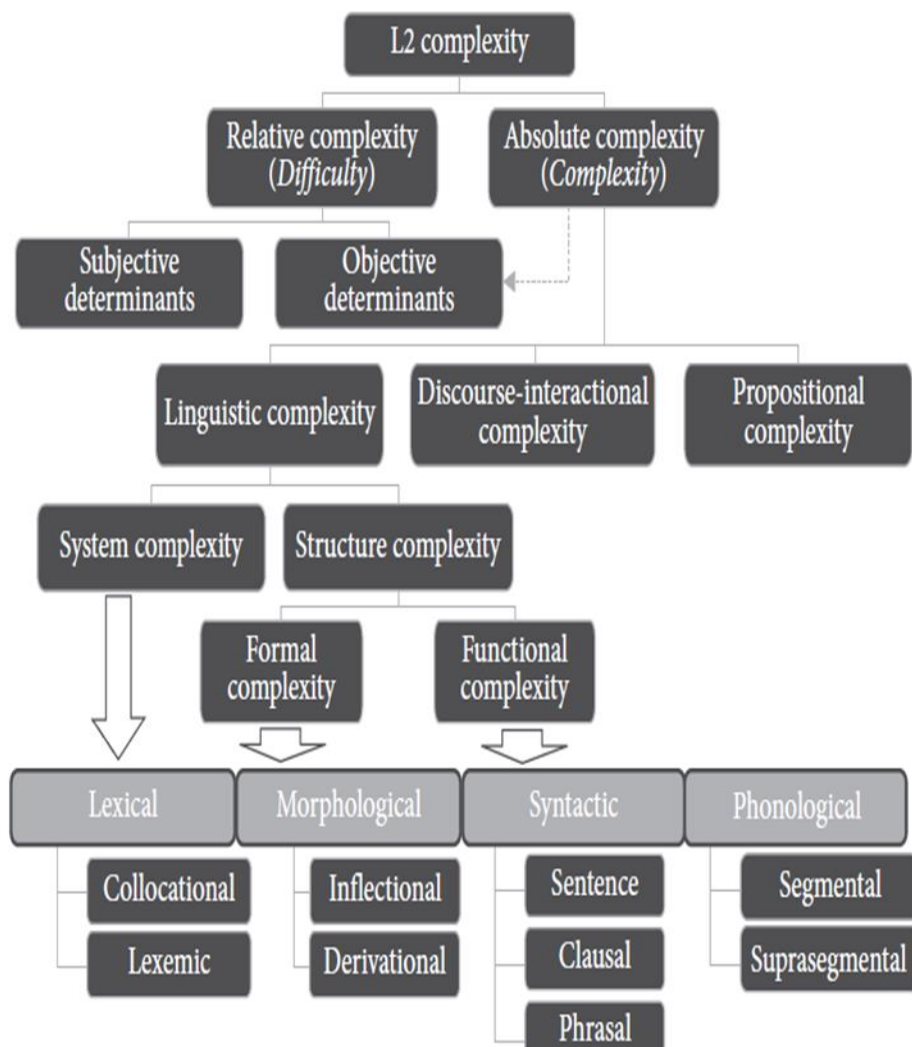 L2 complexity
Relative complexity
(Difficulty)
Absolute complexity
(Complexity)
Subjective
determinants
Objective
determinants
Linguistic complexity
Discourse-interactional
complexity
Propositional
complexity
System complexity
Structure complexity
Formal
complexity
Functional
complexity
Lexical
Morphological
Syntactic
Phonological
Collocational
Lexemic
Inflectional
Derivational
Sentence
Clausal
Phrasal
Segmental
Suprasegmental